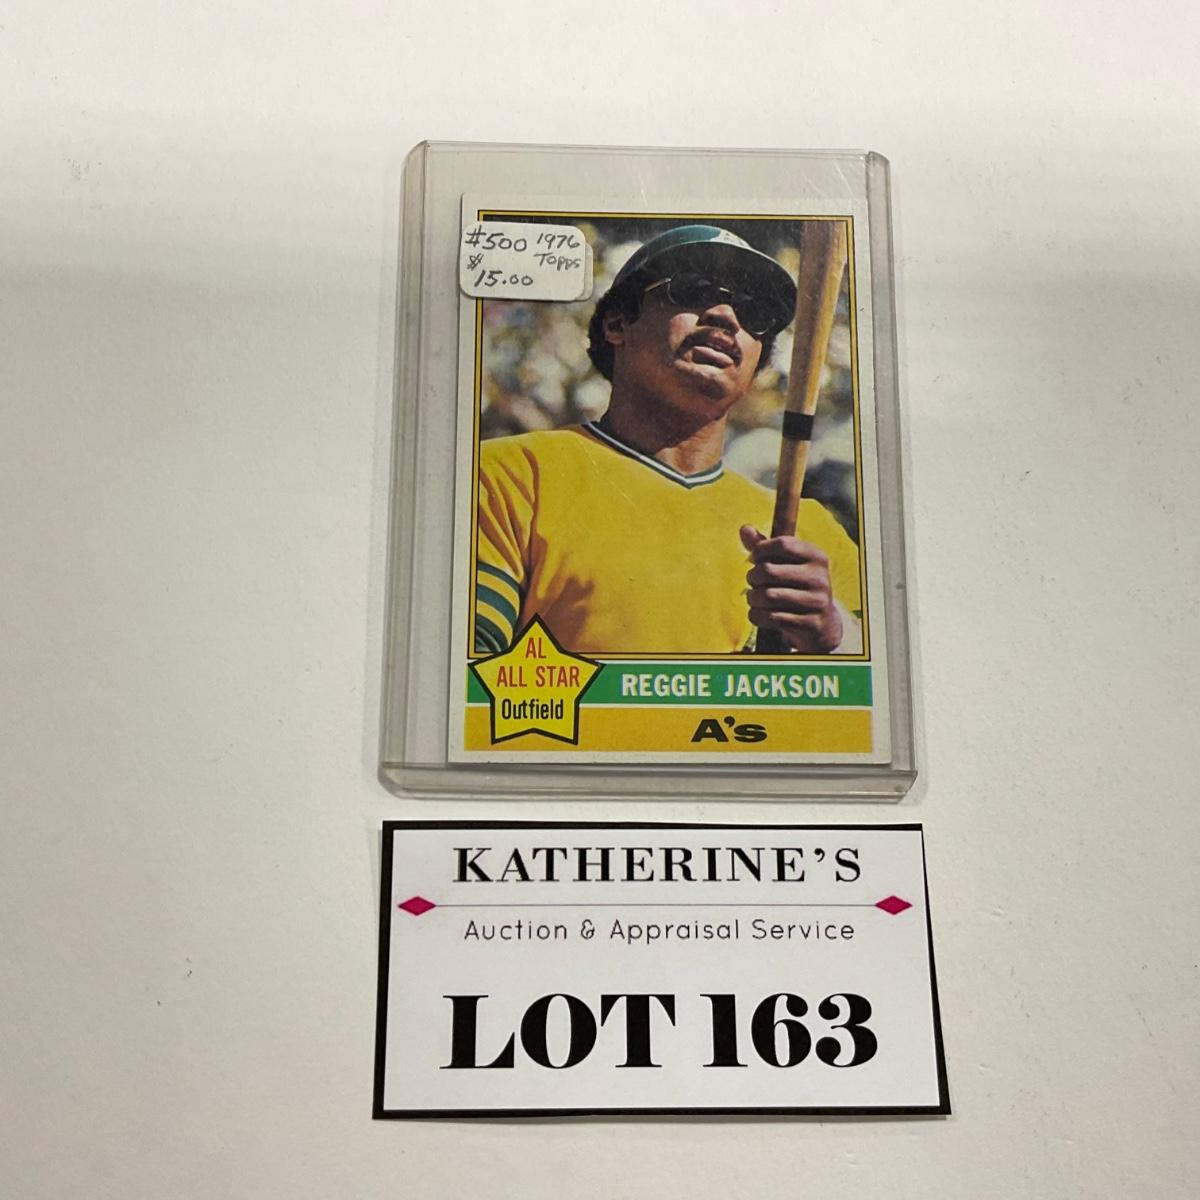 #500 1976
Topps
$15.00
AL
ALL STAR
Outfield
REGGIE JACKSON
A's
KATHERINE'S
Auction & Appraisal Service
LOT 163